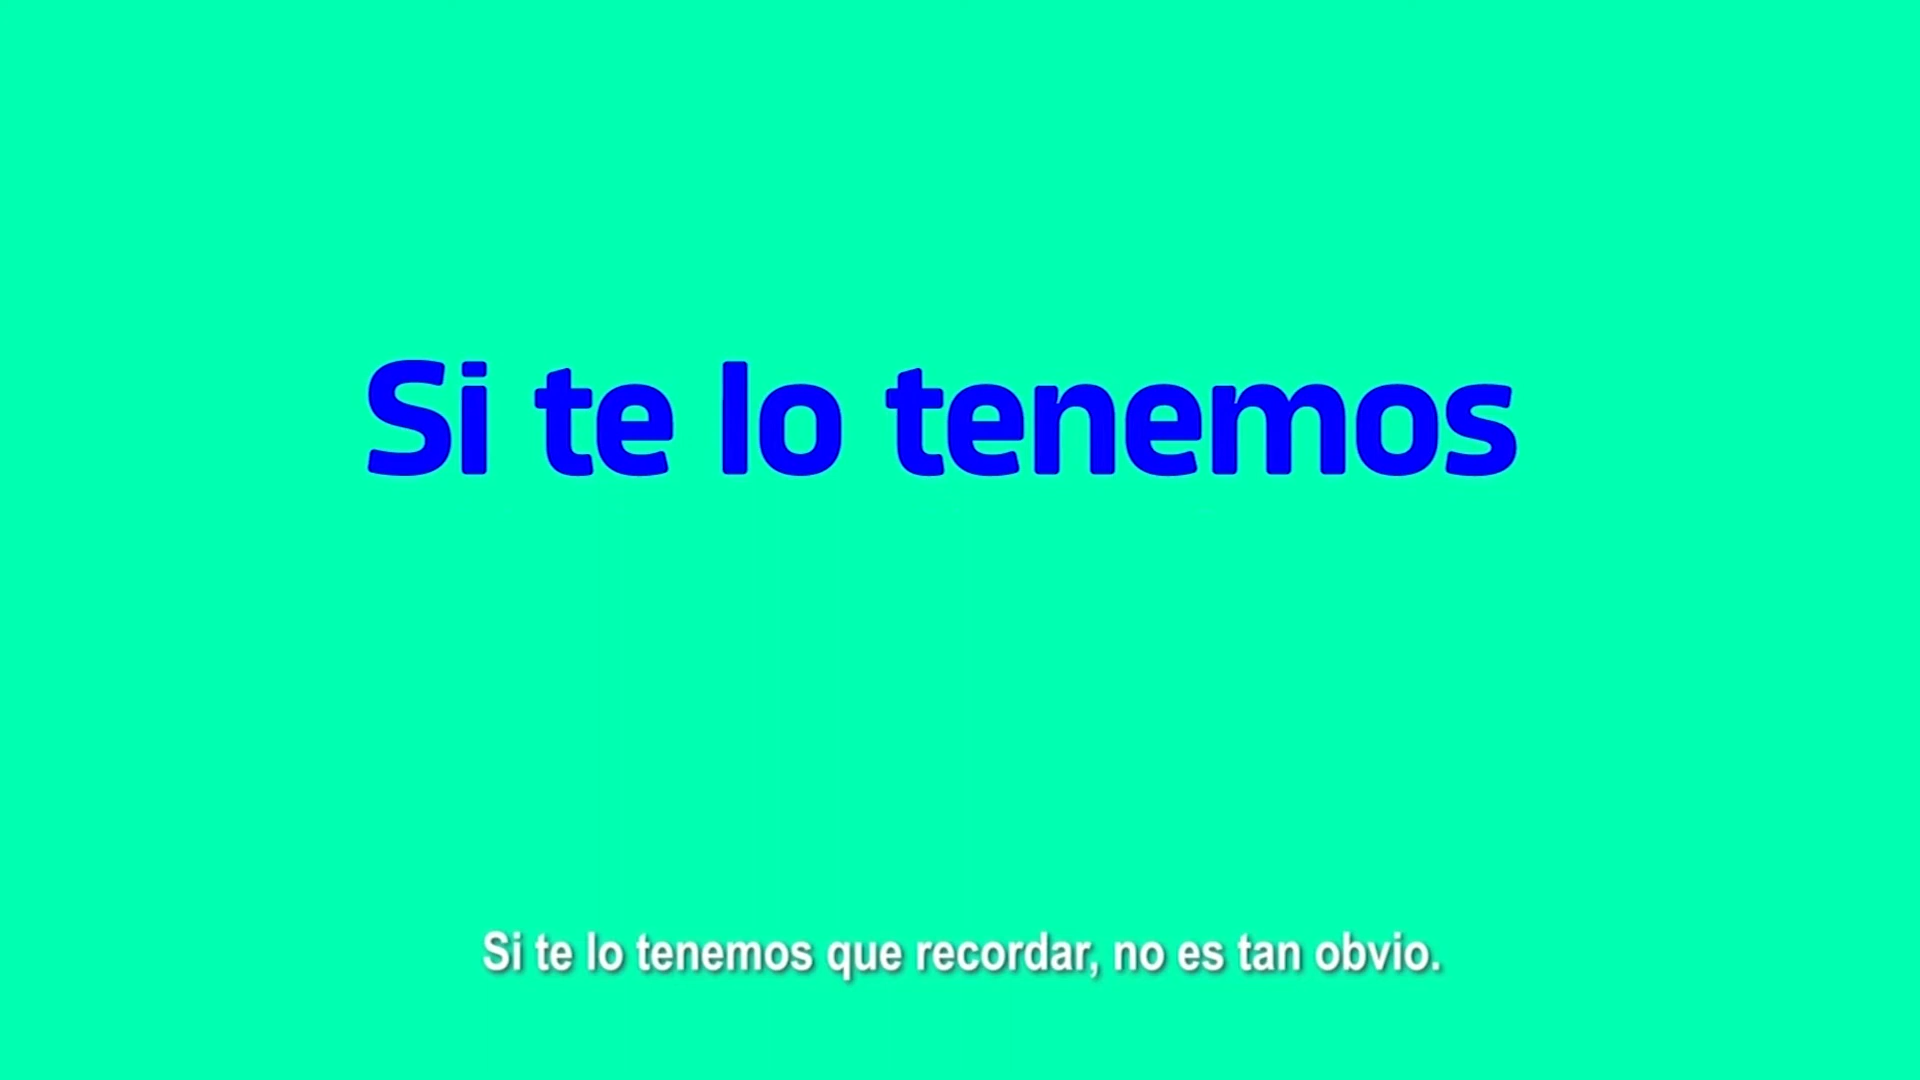 Si te lo tenemos
Si te lo tenemos que recordar, no es tan obvio.